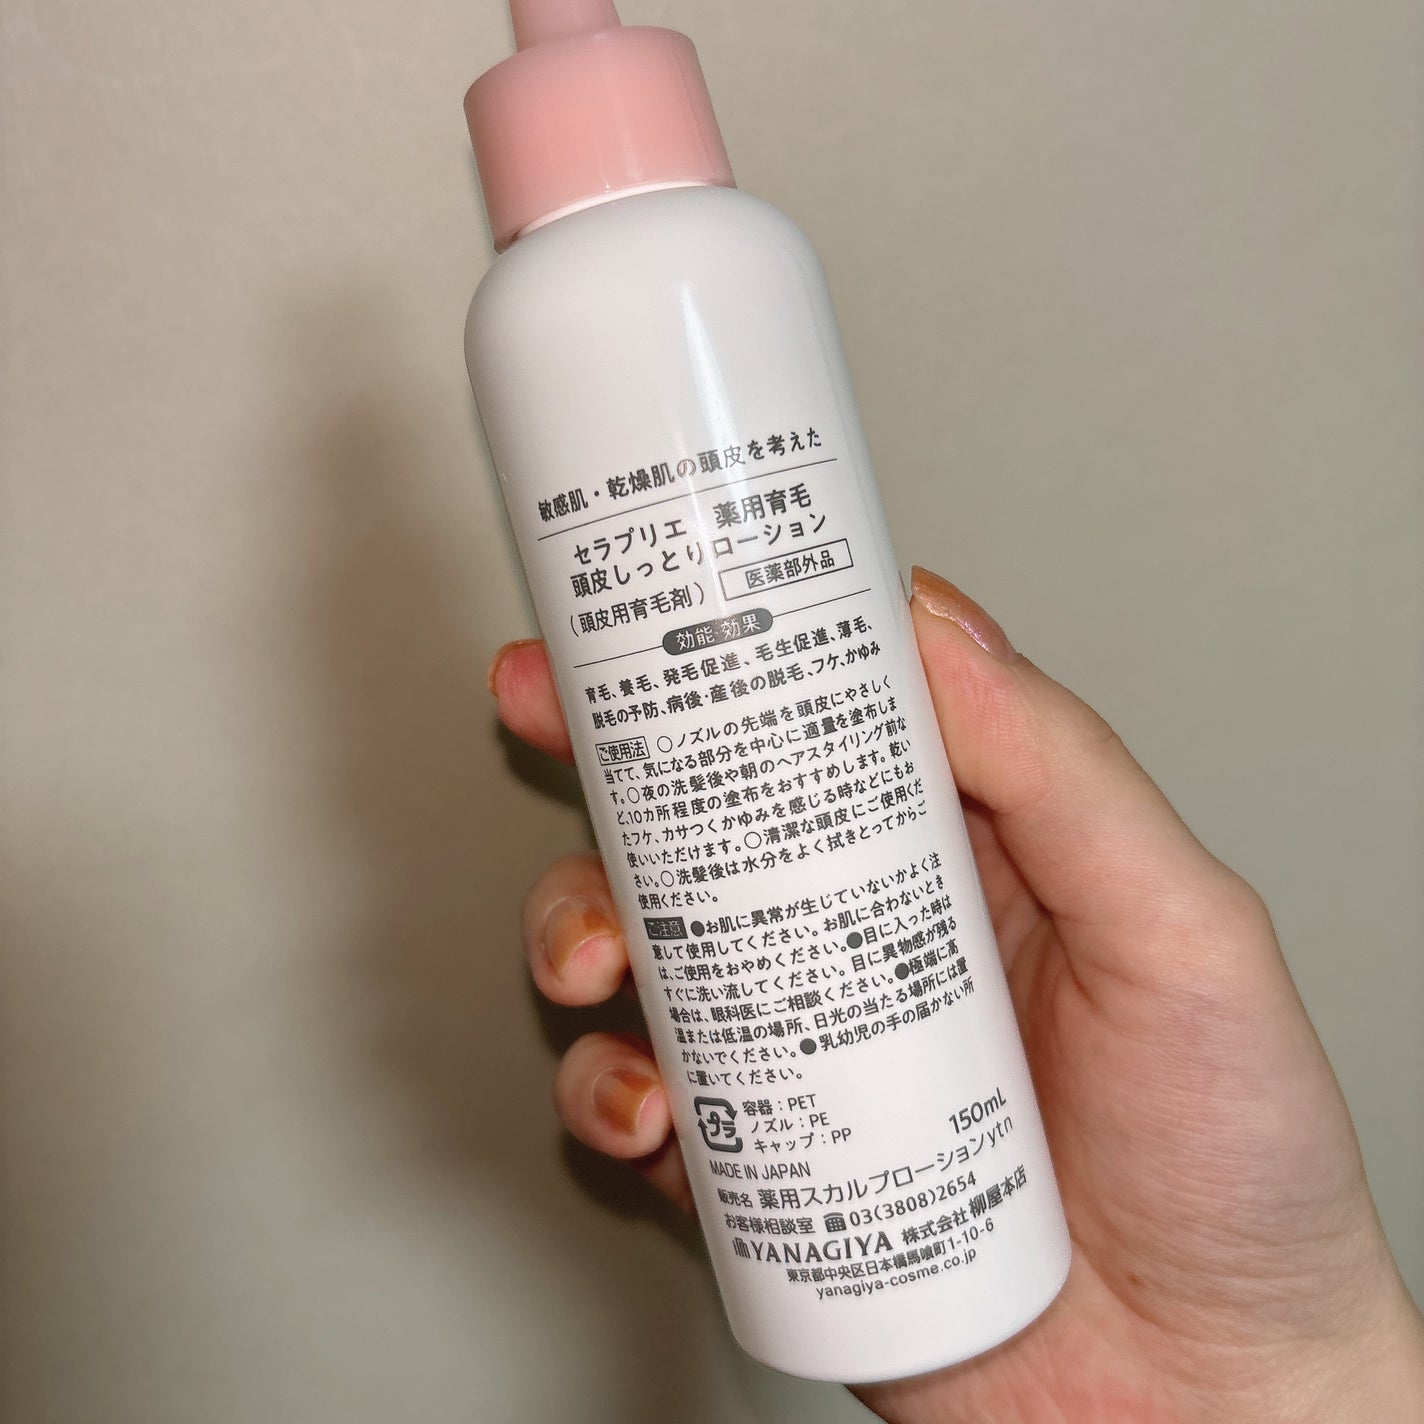 敏感肌・乾燥肌の頭皮を考えた
セラプリエ 薬用育毛
頭皮しっとりローション
(頭皮用育毛剤) 医薬部外品
効能・効果
育毛、養毛、発毛促進、毛生促進、薄毛、
脱毛の予防、病後・産後の脱毛、フケ、かゆみ
ご使用法 ○ノズルの先端を頭皮にやさしく
当てて、気になる部分を中心に適量を塗布しま
す。○夜の洗髪後や朝のヘアスタイリング前な
ど、10カ所程度の塗布をおすすめします。乾い
たフケ、カサつくかゆみを感じる時などにもお
使いいただけます。○清潔な頭皮にご使用くだ
さい。○洗髪後は水分をよく拭きとってからご
使用ください。
ご注意 ●お肌に異常が生じていないかよく注
意して使用してください。お肌に合わないとき
は、ご使用をおやめください。●目に入った時は
すぐに洗い流してください。目に異物感が残る
場合は、眼科医にご相談ください。●極端に高
温または低温の場所、日光の当たる場所には置
かないでください。●乳幼児の手の届かない所
に置いてください。
プラ
容器：PET
ノズル：PE
キャップ：PP
150mL
MADE IN JAPAN
販売名 薬用スカルプローションytn
お客様相談室 ☎03(3808)2654
YANAGIYA 株式会社 柳屋本店
東京都中央区日本橋馬喰町1-10-6
yanagiya-cosme.co.jp